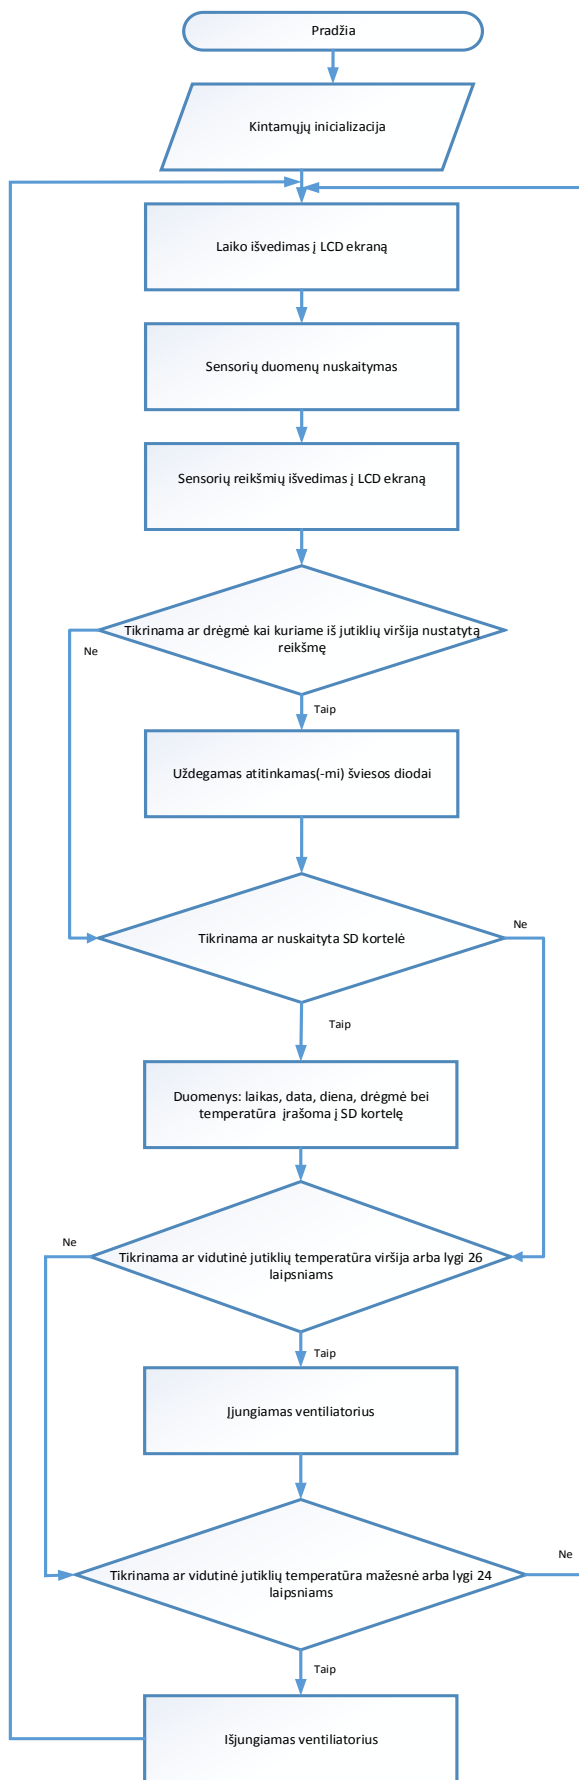 Pradžia
Kintamųjų inicializacija
Laiko išvedimas į LCD ekraną
Sensorių duomenų nuskaitymas
Sensorių reikšmių išvedimas į LCD ekraną
Tikrinama ar drėgmė kai kuriame iš jutiklių viršija nustatytą
reikšmę
Ne
Taip
Uždegamas atitinkamas(-mi) šviesos diodai
Tikrinama ar nuskaityta SD kortelė
Ne
Taip
Duomenys: laikas, data, diena, drėgmė bei
temperatūra įrašoma į SD kortelę
Ne
Tikrinama ar vidutinė jutiklių temperatūra viršija arba lygi 26
laipsniams
Taip
Įjungiamas ventiliatorius
Ne
Tikrinama ar vidutinė jutiklių temperatūra mažesnė arba lygi 24
laipsniams
Taip
Išjungiamas ventiliatorius